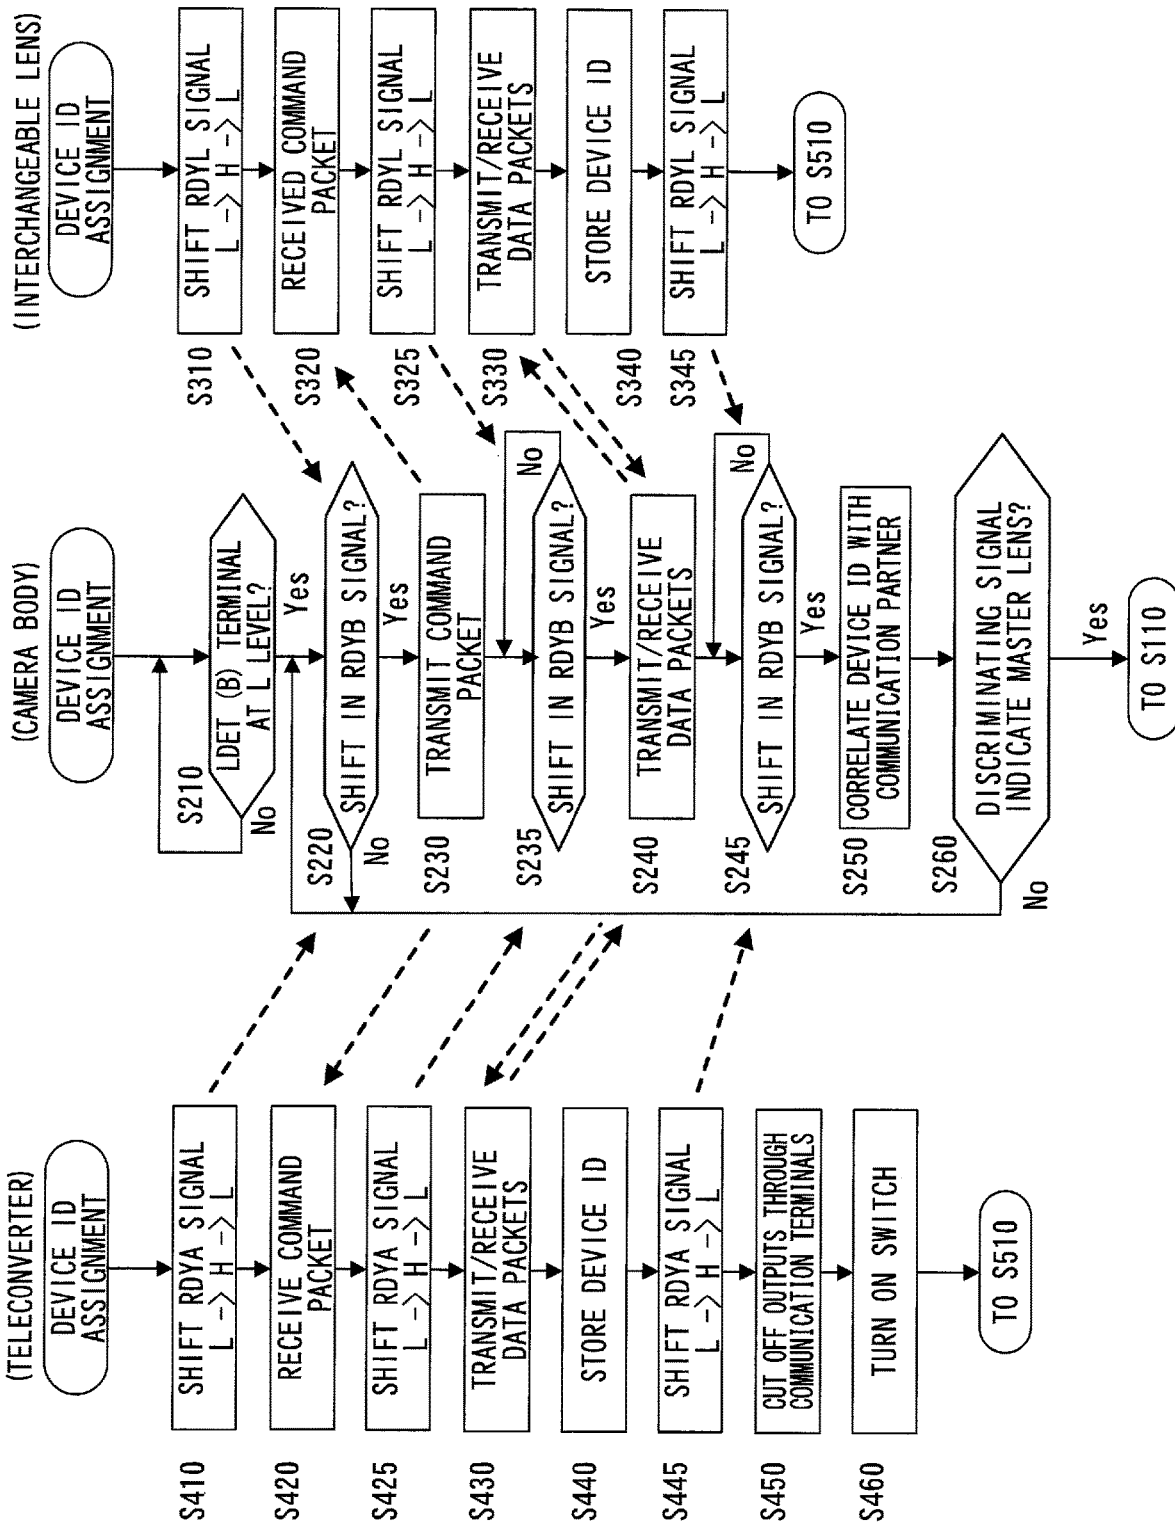 (TELECONVERTER)
DEVICE ID
ASSIGNMENT
S410
SHIFT RDYA SIGNAL
L -> H -> L
S420
RECEIVE COMMAND
PACKET
S425
SHIFT RDYA SIGNAL
L -> H -> L
S430
TRANSMIT/RECEIVE
DATA PACKETS
S440
STORE DEVICE ID
S445
SHIFT RDYA SIGNAL
L -> H -> L
S450
CUT OFF OUTPUTS THROUGH
COMMUNICATION TERMINALS
S460
TURN ON SWITCH
TO S510
(CAMERA BODY)
DEVICE ID
ASSIGNMENT
S210
LDET (B) TERMINAL
AT L LEVEL?
No
Yes
S220
SHIFT IN RDYB SIGNAL?
No
Yes
S230
TRANSMIT COMMAND
PACKET
S235
SHIFT IN RDYB SIGNAL?
No
Yes
S240
TRANSMIT/RECEIVE
DATA PACKETS
S245
SHIFT IN RDYB SIGNAL?
No
Yes
S250
CORRELATE DEVICE ID WITH
COMMUNICATION PARTNER
S260
DISCRIMINATING SIGNAL
INDICATE MASTER LENS?
No
Yes
TO S110
(INTERCHANGEABLE LENS)
DEVICE ID
ASSIGNMENT
S310
SHIFT RDYL SIGNAL
L -> H -> L
S320
RECEIVED COMMAND
PACKET
S325
SHIFT RDYL SIGNAL
L -> H -> L
S330
TRANSMIT/RECEIVE
DATA PACKETS
S340
STORE DEVICE ID
S345
SHIFT RDYL SIGNAL
L -> H -> L
TO S510